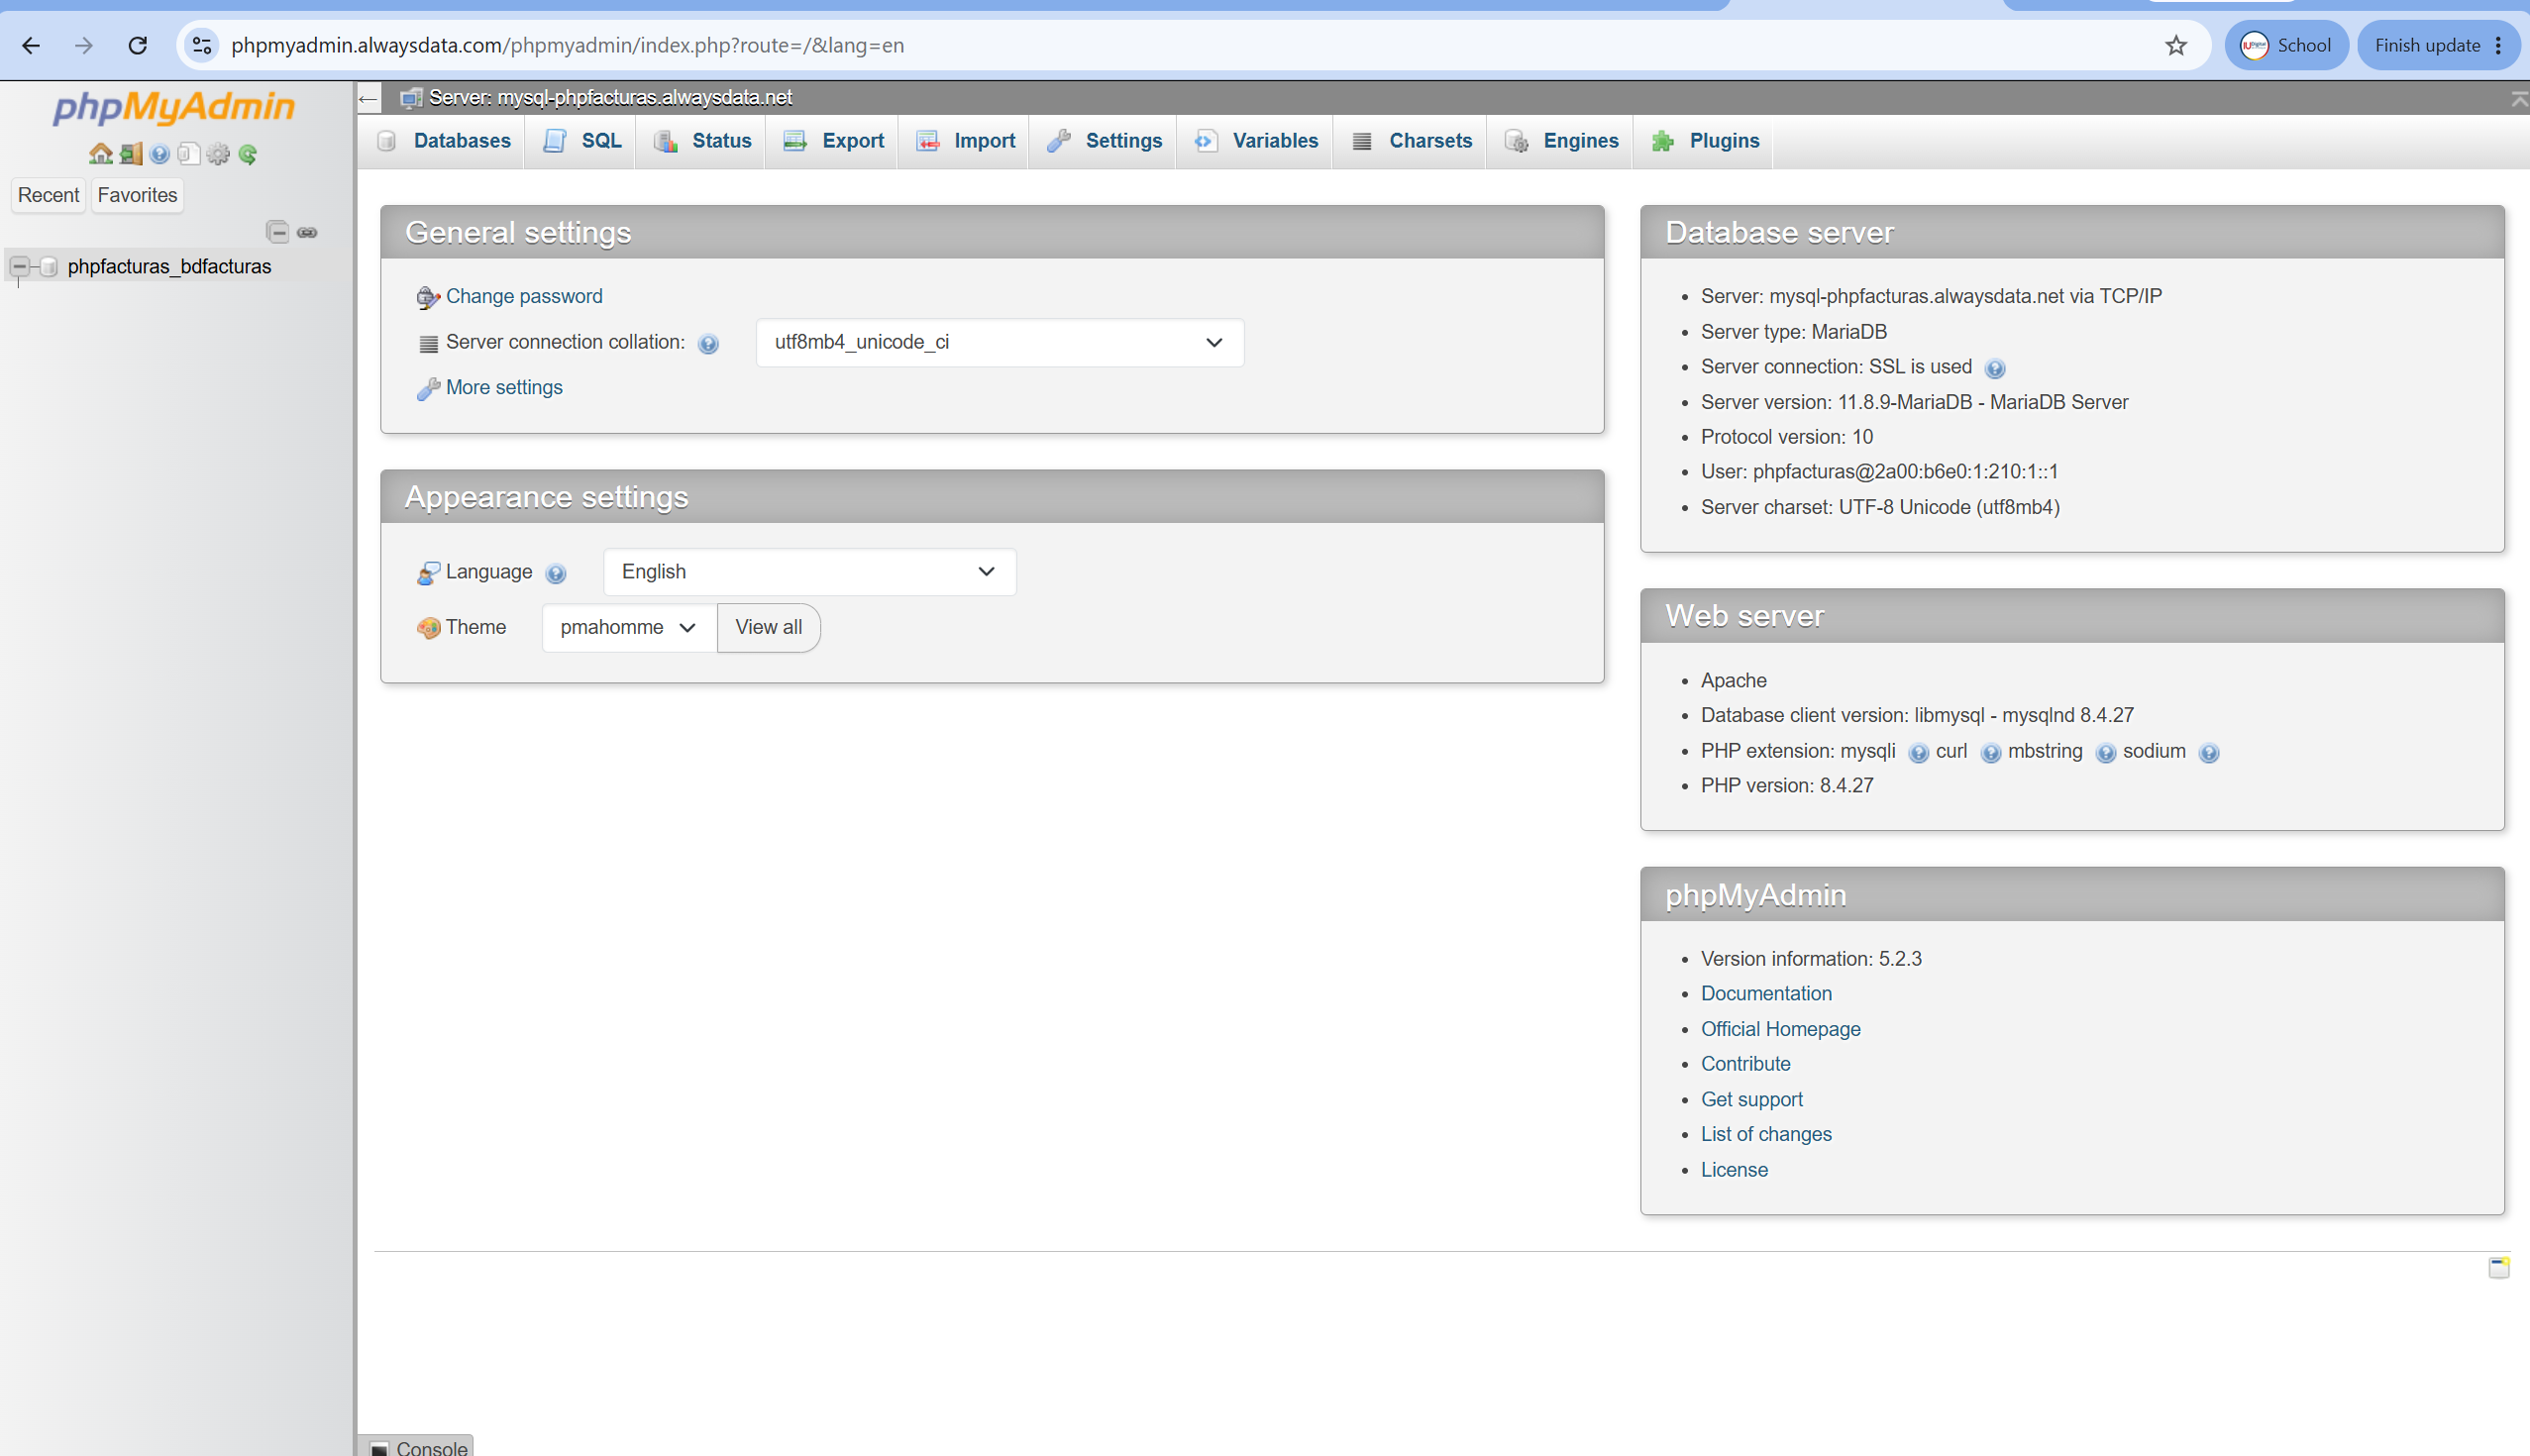 phpmyadmin.alwaysdata.com/phpmyadmin/index.php?route=/&lang=en
School
Finish update
phpMyAdmin
Recent
Favorites
phpfacturas_bdfacturas
Server: mysql-phpfacturas.alwaysdata.net
Databases
SQL
Status
Export
Import
Settings
Variables
Charsets
Engines
Plugins
General settings
Change password
Server connection collation:
utf8mb4_unicode_ci
More settings
Appearance settings
Language
English
Theme
pmahomme
View all
Database server
Server: mysql-phpfacturas.alwaysdata.net via TCP/IP
Server type: MariaDB
Server connection: SSL is used
Server version: 11.8.9-MariaDB - MariaDB Server
Protocol version: 10
User: phpfacturas@2a00:b6e0:1:210:1::1
Server charset: UTF-8 Unicode (utf8mb4)
Web server
Apache
Database client version: libmysql - mysqlnd 8.4.27
PHP extension: mysqli curl mbstring sodium
PHP version: 8.4.27
phpMyAdmin
Version information: 5.2.3
Documentation
Official Homepage
Contribute
Get support
List of changes
License
Console